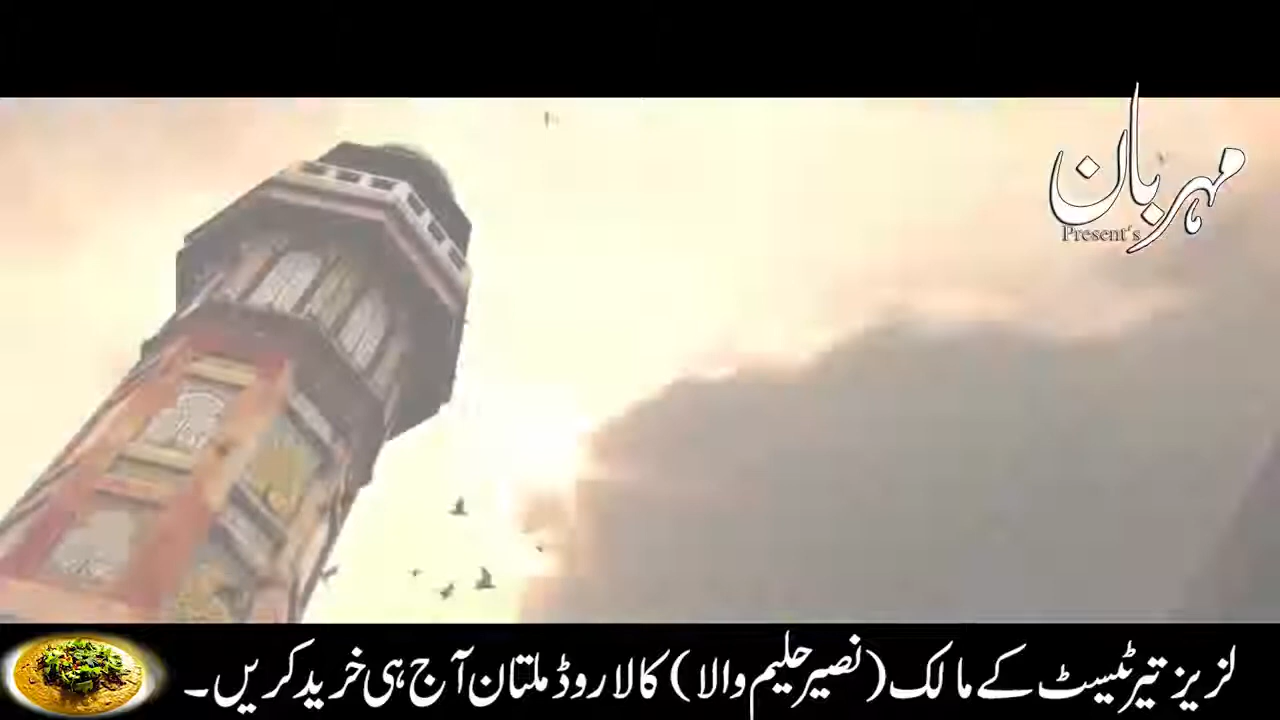 مہربان
Present's
لزیز تیر ٹیسٹ کے مالک (نصیر حلیم والا) کالا روڈ ملتان آج ہی خرید کریں۔